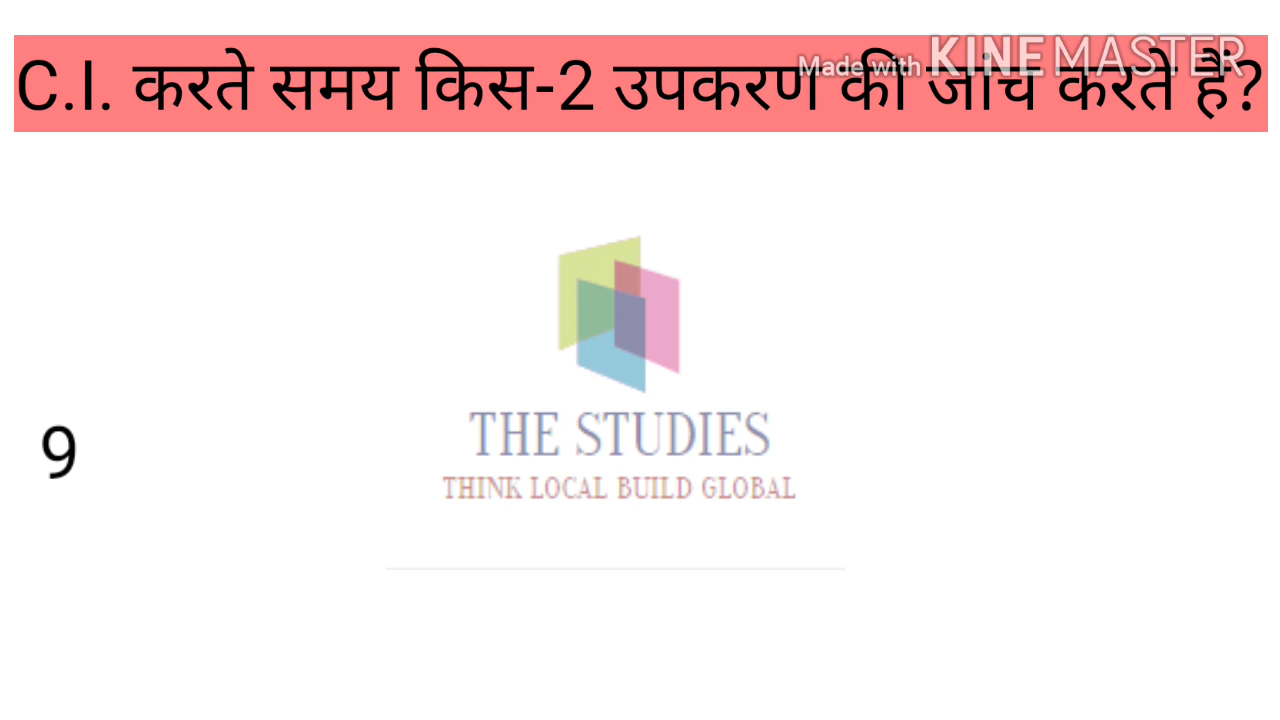 C.I. करते समय किस-2 उपकरण की जांच करते हैं?
Made with KINEMASTER
THE STUDIES
9
THINK LOCAL BUILD GLOBAL